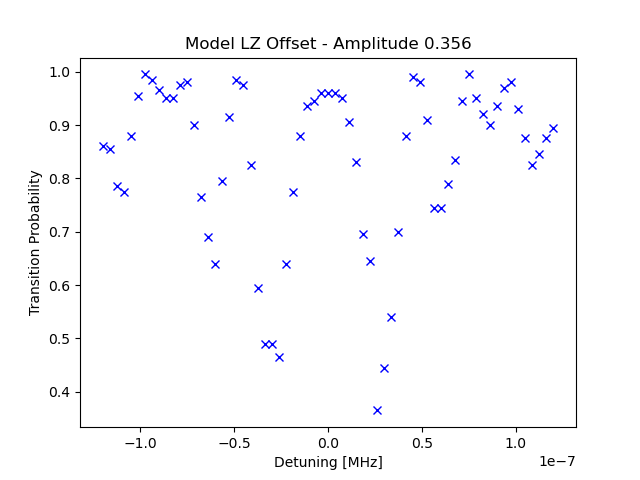 Model LZ Offset - Amplitude 0.356
1.0
0.9
0.8
0.7
0.6
0.5
0.4
Transition Probability
−1.0 −0.5 0.0 0.5 1.0
1e−7
Detuning [MHz]